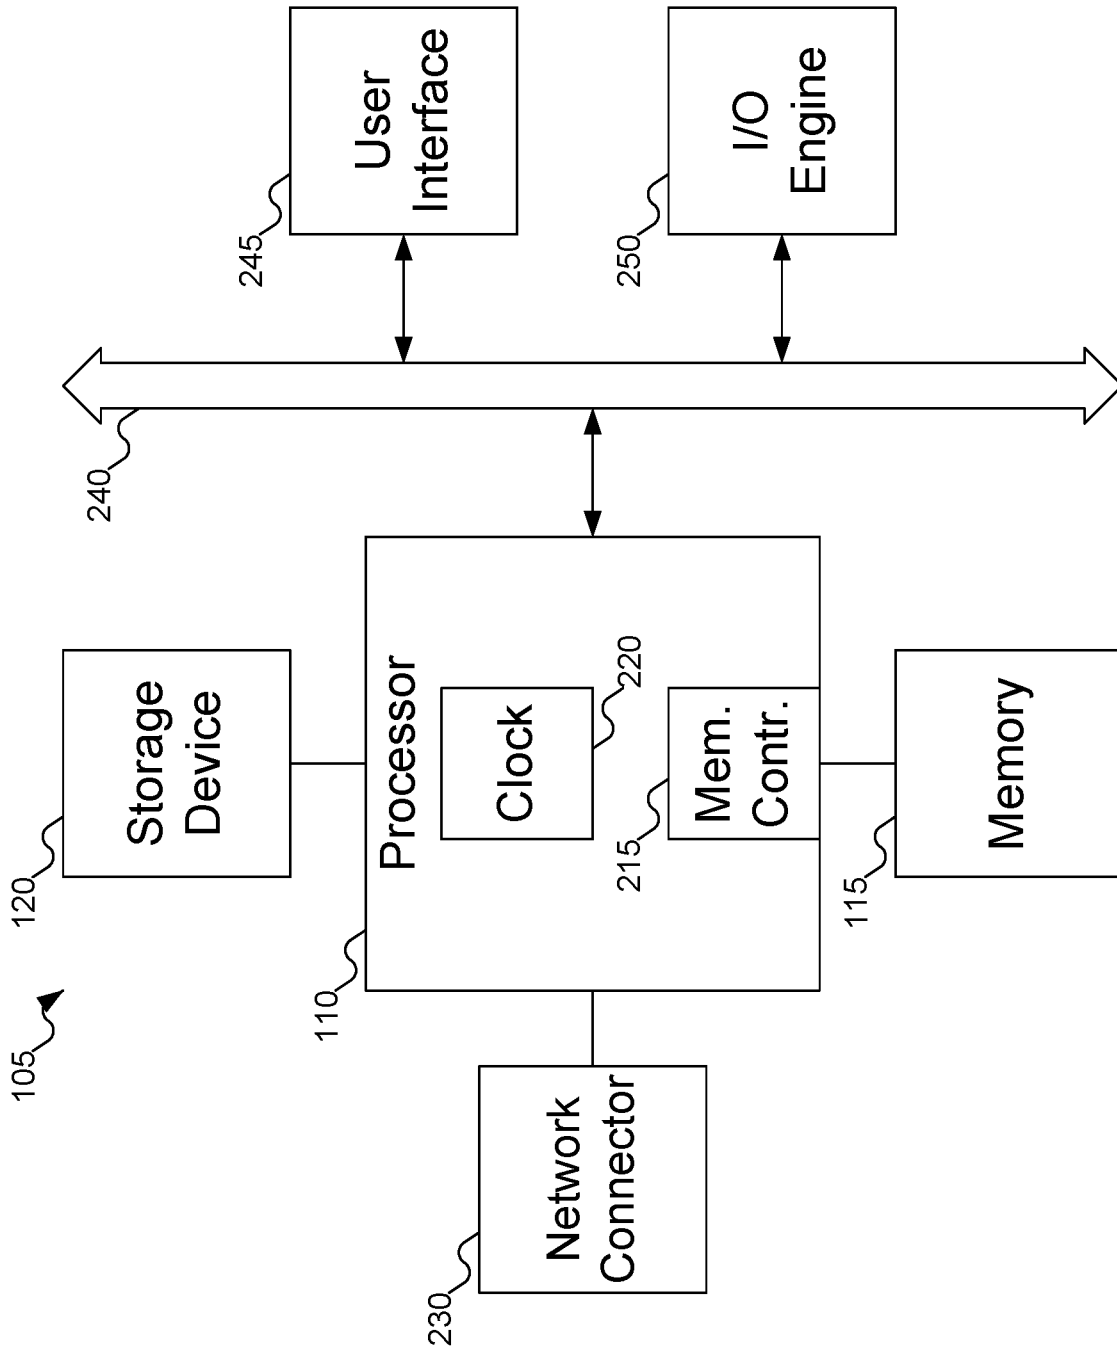 105
120
Storage
Device
240
245
User
Interface
110
Processor
230
Network
Connector
Clock
220
215
Mem.
Contr.
250
I/O
Engine
115
Memory